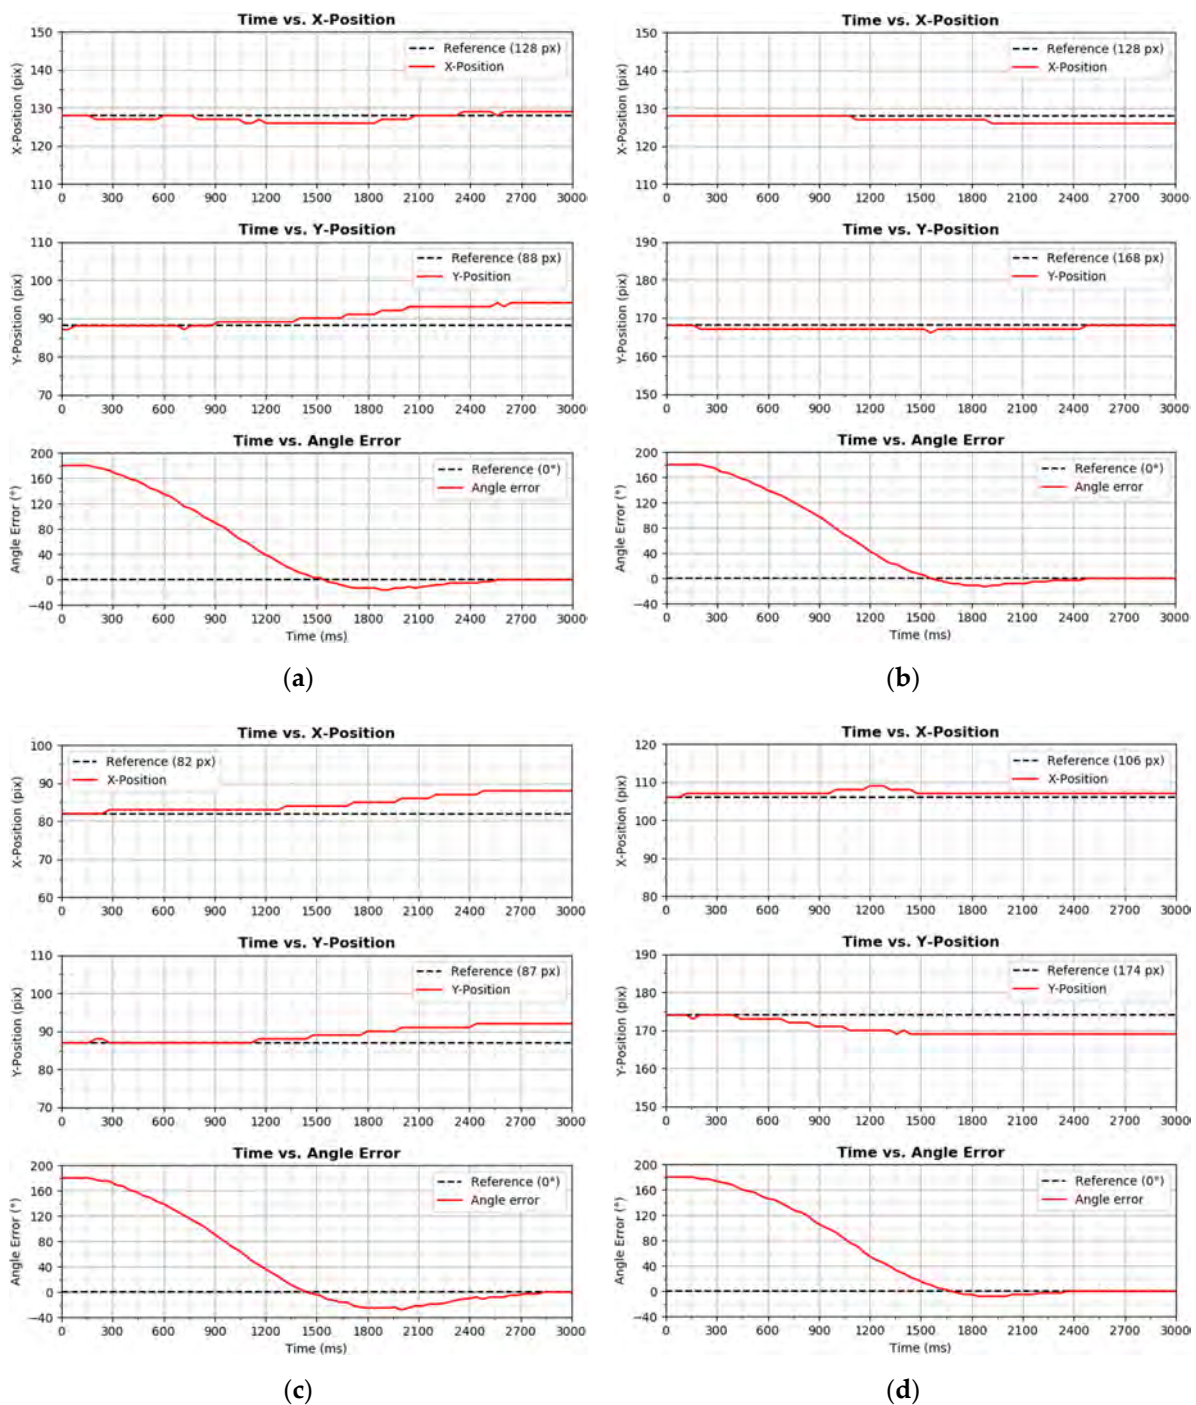 Time vs. X-Position
150
140
130
120
110
X-Position (pix)
Reference (128 px)
X-Position
0 300 600 900 1200 1500 1800 2100 2400 2700 3000
Time vs. Y-Position
110
100
90
80
70
Y-Position (pix)
Reference (88 px)
Y-Position
0 300 600 900 1200 1500 1800 2100 2400 2700 3000
Time vs. Angle Error
200
160
120
80
40
0
−40
Angle Error (°)
Reference (0°)
Angle error
0 300 600 900 1200 1500 1800 2100 2400 2700 3000
Time (ms)
(a)
Time vs. X-Position
150
140
130
120
110
X-Position (pix)
Reference (128 px)
X-Position
0 300 600 900 1200 1500 1800 2100 2400 2700 3000
Time vs. Y-Position
190
180
170
160
150
Y-Position (pix)
Reference (168 px)
Y-Position
0 300 600 900 1200 1500 1800 2100 2400 2700 3000
Time vs. Angle Error
200
160
120
80
40
0
−40
Angle Error (°)
Reference (0°)
Angle error
0 300 600 900 1200 1500 1800 2100 2400 2700 3000
Time (ms)
(b)
Time vs. X-Position
100
90
80
70
60
X-Position (pix)
Reference (82 px)
X-Position
0 300 600 900 1200 1500 1800 2100 2400 2700 3000
Time vs. Y-Position
110
100
90
80
70
Y-Position (pix)
Reference (87 px)
Y-Position
0 300 600 900 1200 1500 1800 2100 2400 2700 3000
Time vs. Angle Error
200
160
120
80
40
0
−40
Angle Error (°)
Reference (0°)
Angle error
0 300 600 900 1200 1500 1800 2100 2400 2700 3000
Time (ms)
(c)
Time vs. X-Position
120
110
100
90
80
X-Position (pix)
Reference (106 px)
X-Position
0 300 600 900 1200 1500 1800 2100 2400 2700 3000
Time vs. Y-Position
190
180
170
160
150
Y-Position (pix)
Reference (174 px)
Y-Position
0 300 600 900 1200 1500 1800 2100 2400 2700 3000
Time vs. Angle Error
200
160
120
80
40
0
−40
Angle Error (°)
Reference (0°)
Angle error
0 300 600 900 1200 1500 1800 2100 2400 2700 3000
Time (ms)
(d)